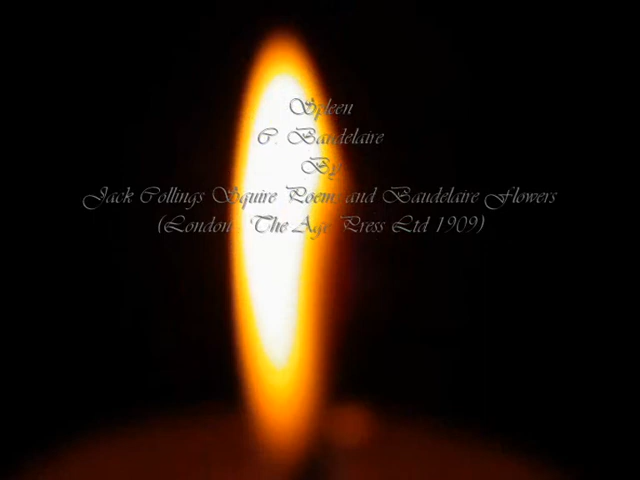 Spleen
C. Baudelaire
By
Jack Collings Squire Poems and Baudelaire Flowers
(London: The Age Press Ltd 1909)